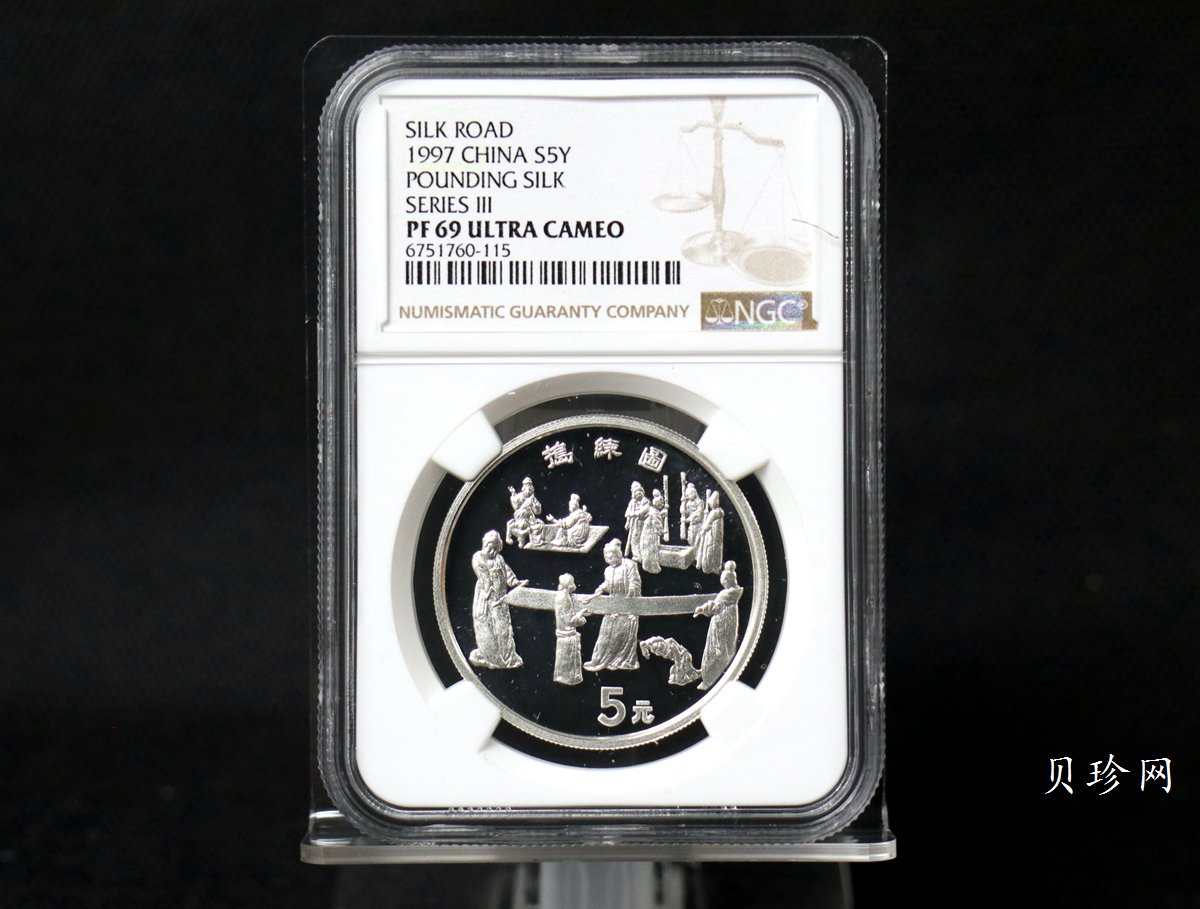 SILK ROAD
1997 CHINA S5Y
POUNDING SILK
SERIES III
PF 69 ULTRA CAMEO
6751760-115
NUMISMATIC GUARANTY COMPANY
NGC®
搗練圖
5元
贝珍网